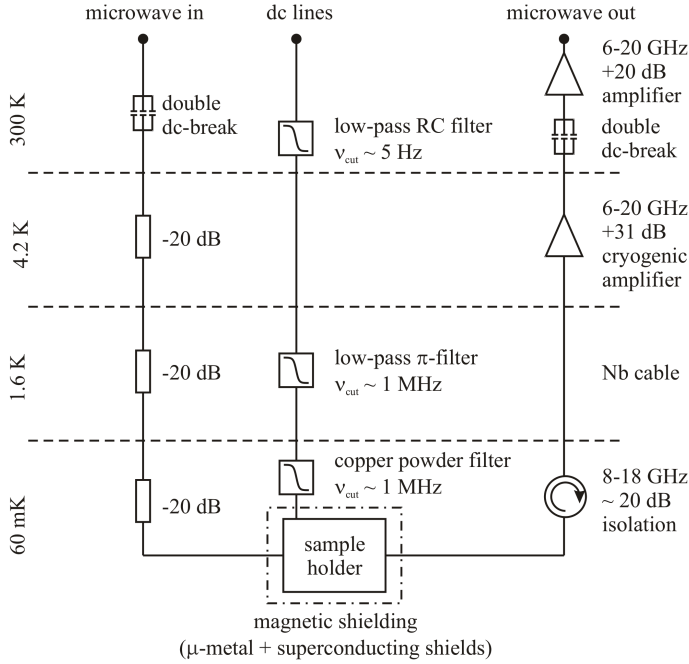 microwave in
dc lines
microwave out
300 K
double
dc-break
low-pass RC filter
νcut ~ 5 Hz
6-20 GHz
+20 dB
amplifier
double
dc-break
4.2 K
-20 dB
6-20 GHz
+31 dB
cryogenic
amplifier
1.6 K
-20 dB
low-pass π-filter
νcut ~ 1 MHz
Nb cable
60 mK
-20 dB
copper powder filter
νcut ~ 1 MHz
8-18 GHz
~ 20 dB
isolation
sample
holder
magnetic shielding
(μ-metal + superconducting shields)